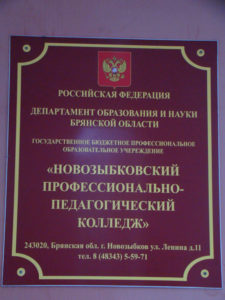 РОССИЙСКАЯ ФЕДЕРАЦИЯ
ДЕПАРТАМЕНТ ОБРАЗОВАНИЯ И НАУКИ
БРЯНСКОЙ ОБЛАСТИ
ГОСУДАРСТВЕННОЕ БЮДЖЕТНОЕ ПРОФЕССИОНАЛЬНОЕ
ОБРАЗОВАТЕЛЬНОЕ УЧЕРЕЖДЕНИЕ
«НОВОЗЫБКОВСКИЙ
ПРОФЕССИОНАЛЬНО-
ПЕДАГОГИЧЕСКИЙ
КОЛЛЕДЖ»
243020, Брянская обл. г. Новозыбков ул. Ленина д.11
тел. 8 (48343) 5-59-71